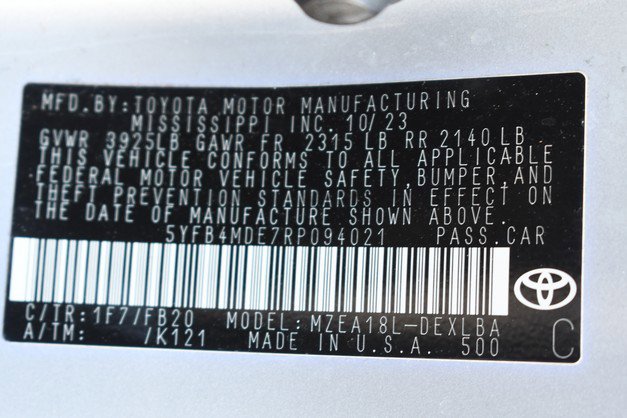 MFD.BY:TOYOTA MOTOR MANUFACTURING
MISSISSIPPI INC. 10/23
GVWR 3925LB GAWR FR 2315 LB RR 2140 LB
THIS VEHICLE CONFORMS TO ALL APPLICABLE
FEDERAL MOTOR VEHICLE SAFETY,BUMPER,AND
THEFT PREVENTION STANDARDS IN EFFECT ON
THE DATE OF MANUFACTURE SHOWN ABOVE.
5YFB4MDE7RP094021 PASS.CAR
C/TR:1F7/FB20 MODEL:MZEA18L-DEXLBA
A/TM: /K121 MADE IN U.S.A. 500 C